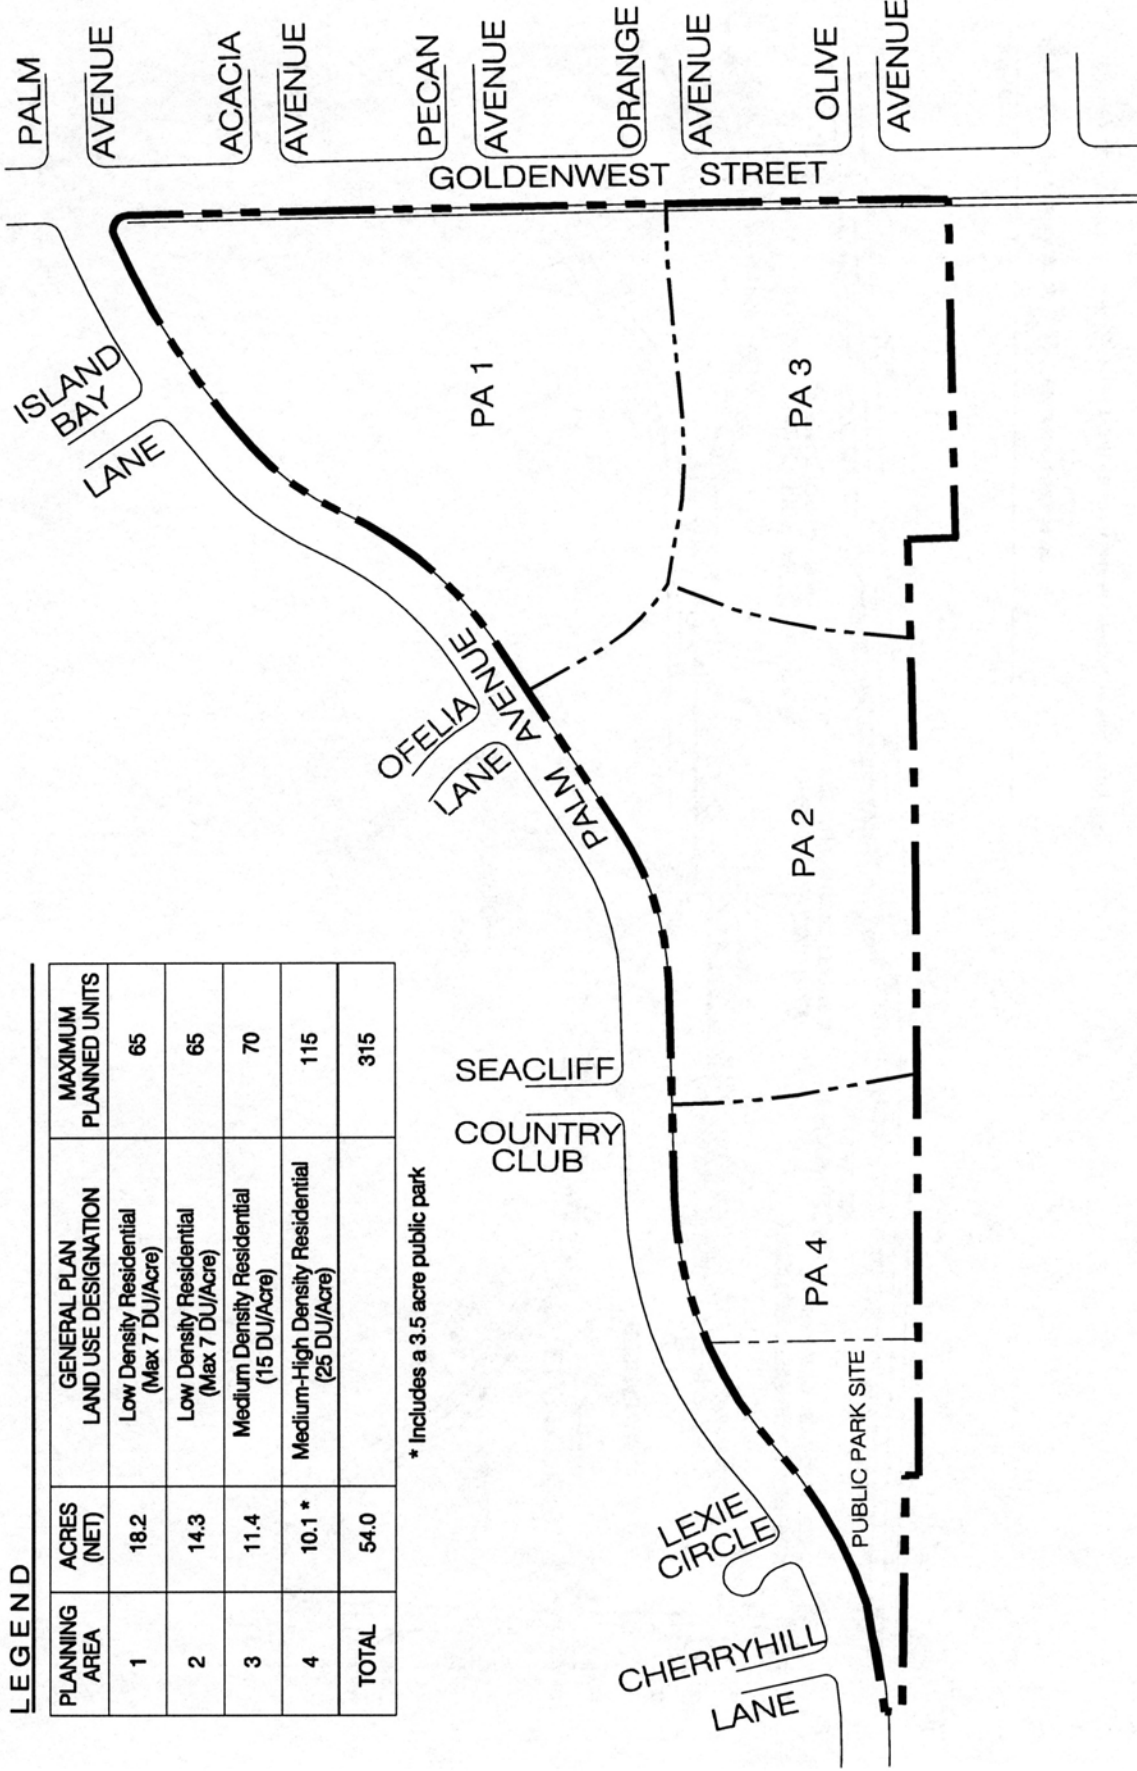 LEGEND
PLANNING AREA | ACRES (NET) | GENERAL PLAN LAND USE DESIGNATION | MAXIMUM PLANNED UNITS
1 | 18.2 | Low Density Residential (Max 7 DU/Acre) | 65
2 | 14.3 | Low Density Residential (Max 7 DU/Acre) | 65
3 | 11.4 | Medium Density Residential (15 DU/Acre) | 70
4 | 10.1 * | Medium-High Density Residential (25 DU/Acre) | 115
TOTAL | 54.0 | | 315
* Includes a 3.5 acre public park
ISLAND
BAY
LANE
PALM
AVENUE
ACACIA
AVENUE
PECAN
AVENUE
ORANGE
AVENUE
OLIVE
AVENUE
GOLDENWEST STREET
OFELIA
LANE
PALM AVENUE
SEACLIFF
COUNTRY
CLUB
LEXIE
CIRCLE
CHERRYHILL
LANE
PA 1
PA 3
PA 2
PA 4
PUBLIC PARK SITE